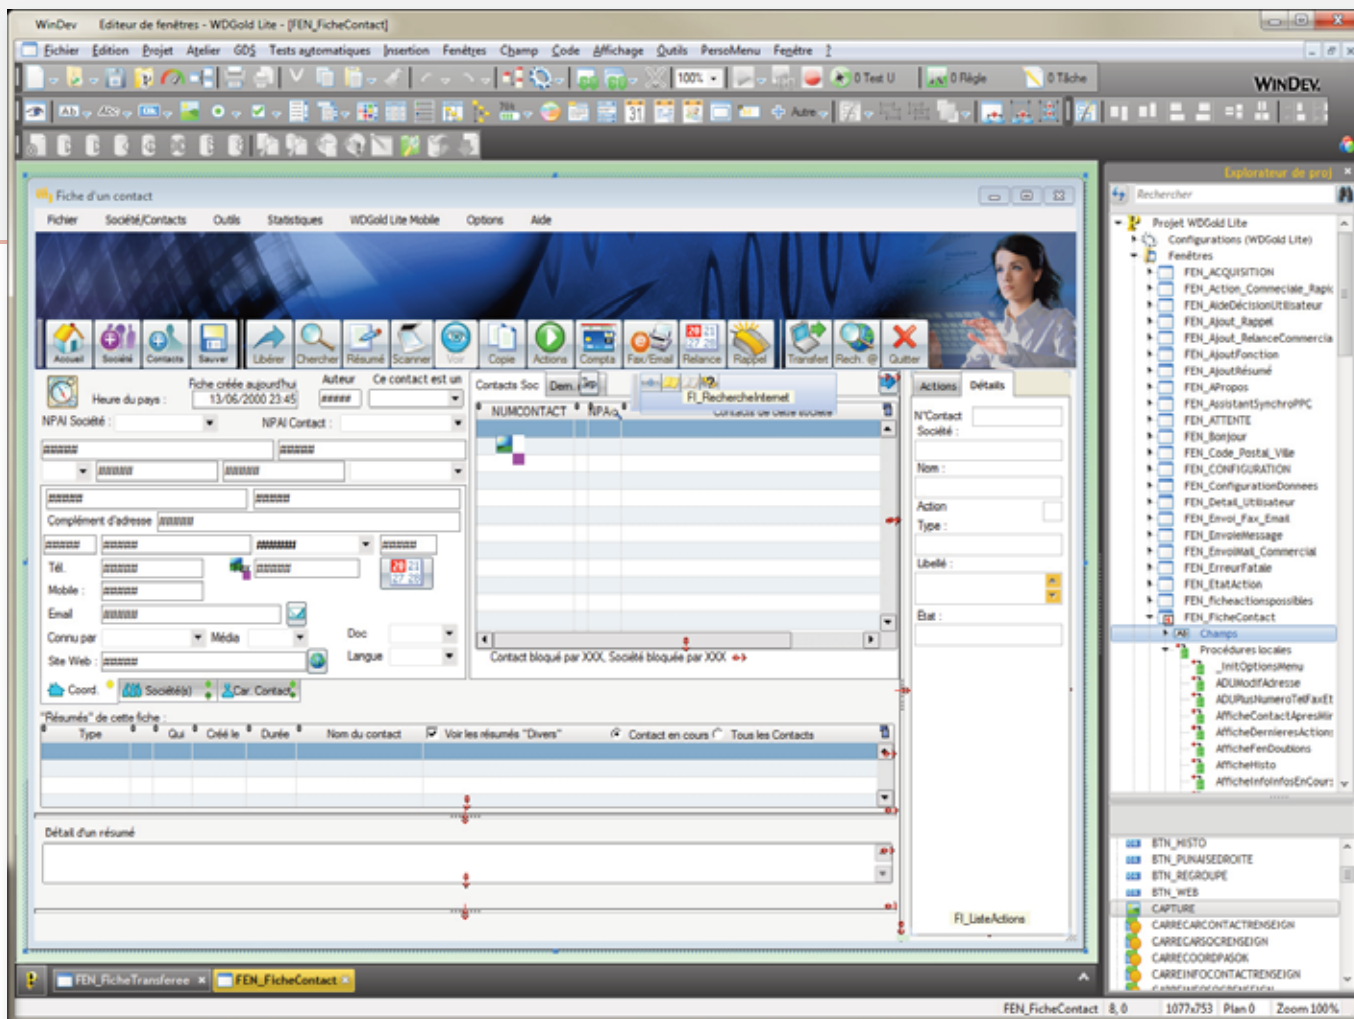 WinDev Editeur de fenêtres - WDGold Lite - [FEN_FicheContact]
Fichier Edition Projet Atelier GDS Tests automatiques Insertion Fenêtres Champ Code Affichage Outils PersoMenu Fenêtre ?
100% 0 Test U 0 Règle 0 Tâche
WINDEV.
Autre
Explorateur de proj
Rechercher
Fiche d'un contact
Fichier Société/Contacts Outils Statistiques WDGold Lite Mobile Options Aide
Accueil Société Contacts Sauver Libérer Chercher Résumé Scanner Voir Copie Actions Compta Fax/Email Relance Rappel Transfert Rech. @ Quitter
Heure du pays :
Fiche créée aujourd'hui
13/06/2000 23:45
Auteur
Ce contact est un
NPAI Société :
NPAI Contact :
Complément d'adresse
Tél.
Mobile :
Email
Connu par
Média
Doc
Site Web :
Langue
Coord. Société(s) Car. Contact
Contacts Soc
FI_RechercheInternet
NUMCONTACT NPAI Contacts de cette société
Contact bloqué par XXX, Société bloquée par XXX
Actions Détails
N°Contact
Société :
Nom :
Action
Type :
Libellé :
Etat :
FI_ListeActions
"Résumés" de cette fiche :
Type Qui Créé le Durée Nom du contact Voir les résumés "Divers" Contact en cours Tous les Contacts
Détail d'un résumé
Projet WDGold Lite
Configurations (WDGold Lite)
Fenêtres
FEN_ACQUISITION
FEN_Action_Commeciale_Rapic
FEN_AideDécisionUtilisateur
FEN_Ajout_Rappel
FEN_Ajout_RelanceCommercia
FEN_AjoutFonction
FEN_AjoutRésumé
FEN_APropos
FEN_AssistantSynchroPPC
FEN_ATTENTE
FEN_Bonjour
FEN_Code_Postal_Ville
FEN_CONFIGURATION
FEN_ConfigurationDonnees
FEN_Detail_Utilisateur
FEN_Envoi_Fax_Email
FEN_EnvoieMessage
FEN_EnvoiMail_Commercial
FEN_ErreurFatale
FEN_EtatAction
FEN_ficheactionspossibles
FEN_FicheContact
Champs
Procédures locales
_InitOptionsMenu
ADUModifAdresse
ADUPlusNumeroTelFaxEt
AfficheContactApresMir
AfficheDernieresActions
AfficheFenDoublons
AfficheHisto
AfficheInfoInfosEnCour:
BTN_HISTO
BTN_PUNAISEDROITE
BTN_REGROUPE
BTN_WEB
CAPTURE
CARRECARCONTACTRENSEIGN
CARRECARSOCRENSEIGN
CARRECOORDPASOK
CARREINFOCONTACTRENSEIGN
FEN_FicheTransferee FEN_FicheContact
FEN_FicheContact 8, 0 1077x753 Plan 0 Zoom 100%